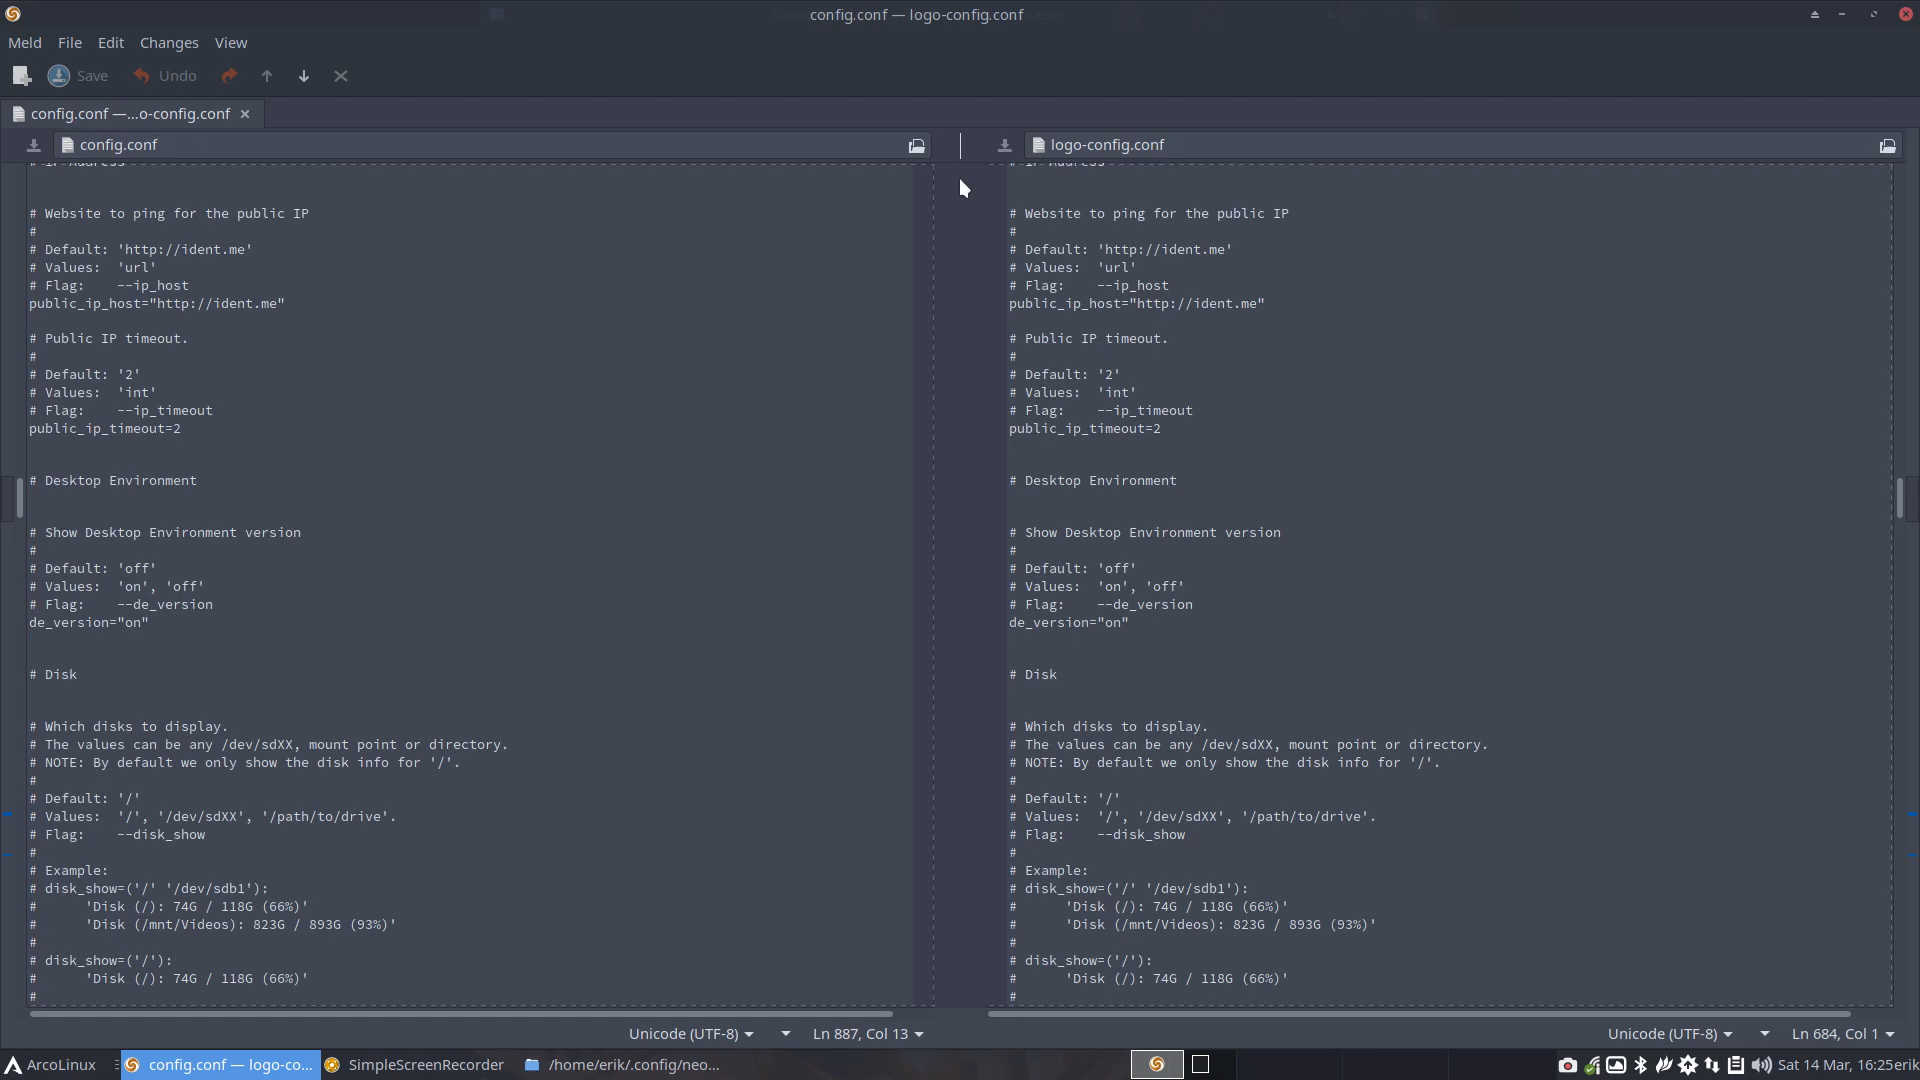 config.conf — logo-config.conf
Meld File Edit Changes View
Save Undo
config.conf —...o-config.conf
config.conf
# IP Address
# Website to ping for the public IP
#
# Default: 'http://ident.me'
# Values:  'url'
# Flag:    --ip_host
public_ip_host="http://ident.me"
# Public IP timeout.
#
# Default: '2'
# Values:  'int'
# Flag:    --ip_timeout
public_ip_timeout=2
# Desktop Environment
# Show Desktop Environment version
#
# Default: 'off'
# Values:  'on', 'off'
# Flag:    --de_version
de_version="on"
# Disk
# Which disks to display.
# The values can be any /dev/sdXX, mount point or directory.
# NOTE: By default we only show the disk info for '/'.
#
# Default: '/'
# Values:  '/', '/dev/sdXX', '/path/to/drive'.
# Flag:    --disk_show
#
# Example:
# disk_show=('/' '/dev/sdb1'):
#      'Disk (/): 74G / 118G (66%)'
#      'Disk (/mnt/Videos): 823G / 893G (93%)'
#
# disk_show=('/'):
#      'Disk (/): 74G / 118G (66%)'
#
Unicode (UTF-8) Ln 887, Col 13
logo-config.conf
# IP Address
# Website to ping for the public IP
#
# Default: 'http://ident.me'
# Values:  'url'
# Flag:    --ip_host
public_ip_host="http://ident.me"
# Public IP timeout.
#
# Default: '2'
# Values:  'int'
# Flag:    --ip_timeout
public_ip_timeout=2
# Desktop Environment
# Show Desktop Environment version
#
# Default: 'off'
# Values:  'on', 'off'
# Flag:    --de_version
de_version="on"
# Disk
# Which disks to display.
# The values can be any /dev/sdXX, mount point or directory.
# NOTE: By default we only show the disk info for '/'.
#
# Default: '/'
# Values:  '/', '/dev/sdXX', '/path/to/drive'.
# Flag:    --disk_show
#
# Example:
# disk_show=('/' '/dev/sdb1'):
#      'Disk (/): 74G / 118G (66%)'
#      'Disk (/mnt/Videos): 823G / 893G (93%)'
#
# disk_show=('/'):
#      'Disk (/): 74G / 118G (66%)'
#
Unicode (UTF-8) Ln 684, Col 1
ArcoLinux config.conf — logo-co... SimpleScreenRecorder /home/erik/.config/neo... Sat 14 Mar, 16:25 erik